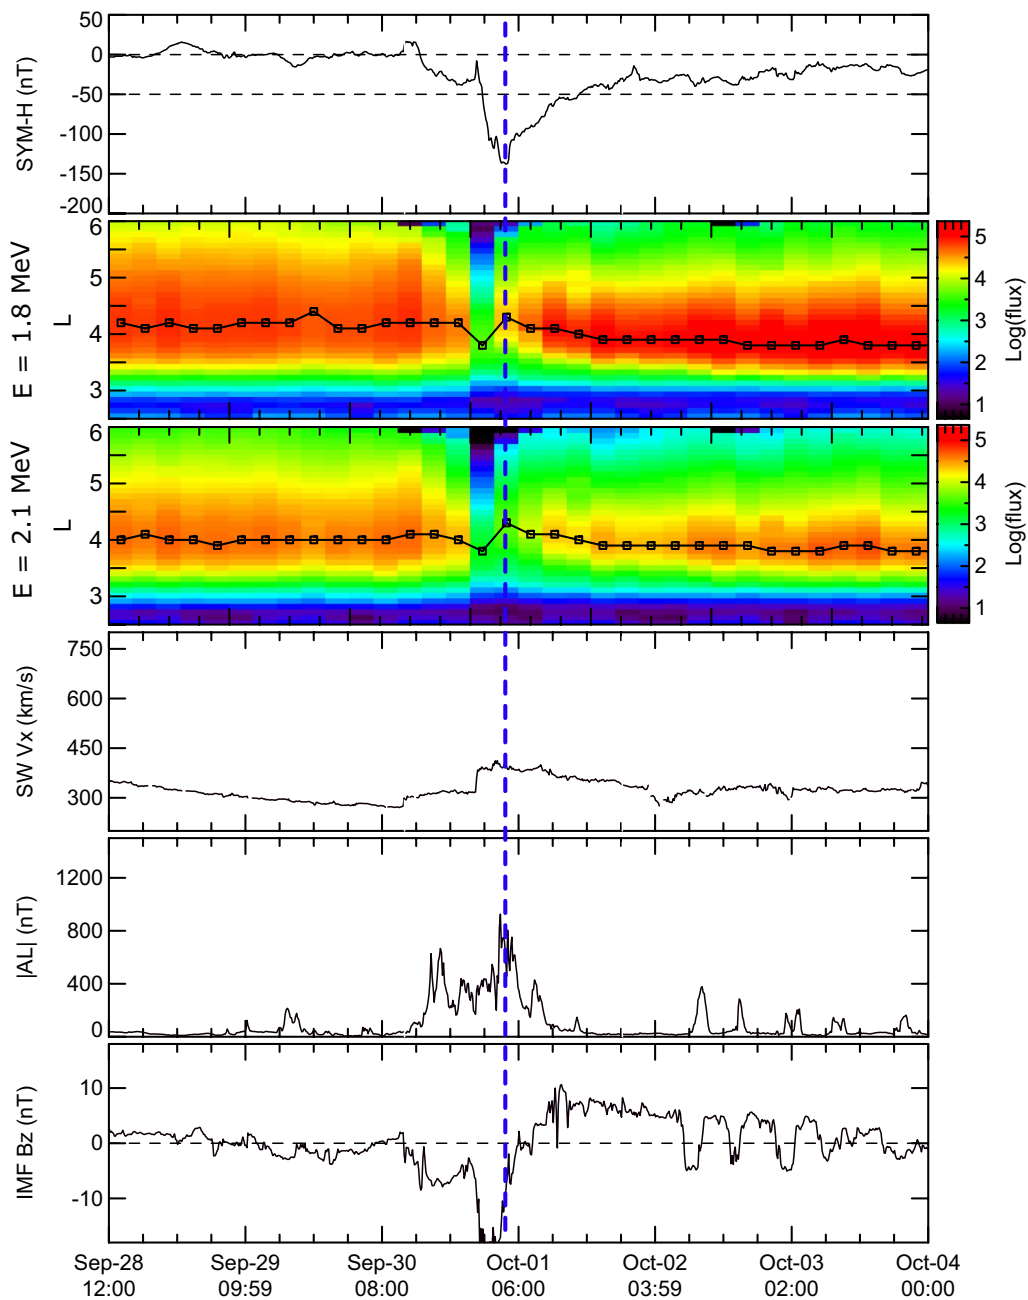 50
0
-50
-100
-150
-200
SYM-H (nT)
6
5
4
3
L
E = 1.8 MeV
5
4
3
2
1
Log(flux)
6
5
4
3
L
E = 2.1 MeV
5
4
3
2
1
Log(flux)
750
600
450
300
SW Vx (km/s)
1200
800
400
0
|AL| (nT)
10
0
-10
IMF Bz (nT)
Sep-28 Sep-29 Sep-30 Oct-01 Oct-02 Oct-03 Oct-04
12:00 09:59 08:00 06:00 03:59 02:00 00:00